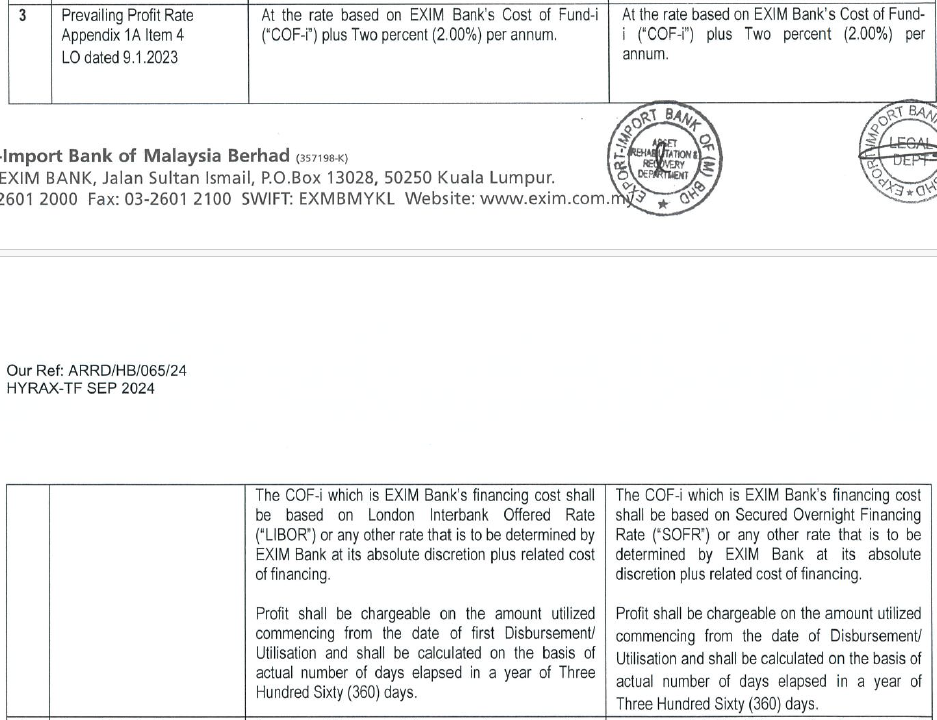 3
Prevailing Profit Rate
Appendix 1A Item 4
LO dated 9.1.2023
At the rate based on EXIM Bank's Cost of Fund-i
("COF-i") plus Two percent (2.00%) per annum.
At the rate based on EXIM Bank's Cost of Fund-
i ("COF-i") plus Two percent (2.00%) per
annum.
-Import Bank of Malaysia Berhad (357198-K)
EXIM BANK, Jalan Sultan Ismail, P.O.Box 13028, 50250 Kuala Lumpur.
2601 2000 Fax: 03-2601 2100 SWIFT: EXMBMYKL Website: www.exim.com.my
EXPORT-IMPORT BANK OF (M) BHD
ASSET
REHABILITATION &
RECOVERY
DEPARTMENT
EXPORT-IMPORT BAN
LEGAL
DEPT
BHD
Our Ref: ARRD/HB/065/24
HYRAX-TF SEP 2024
The COF-i which is EXIM Bank's financing cost shall
be based on London Interbank Offered Rate
("LIBOR") or any other rate that is to be determined by
EXIM Bank at its absolute discretion plus related cost
of financing.
Profit shall be chargeable on the amount utilized
commencing from the date of first Disbursement/
Utilisation and shall be calculated on the basis of
actual number of days elapsed in a year of Three
Hundred Sixty (360) days.
The COF-i which is EXIM Bank's financing cost
shall be based on Secured Overnight Financing
Rate ("SOFR") or any other rate that is to be
determined by EXIM Bank at its absolute
discretion plus related cost of financing.
Profit shall be chargeable on the amount utilized
commencing from the date of Disbursement/
Utilisation and shall be calculated on the basis of
actual number of days elapsed in a year of
Three Hundred Sixty (360) days.